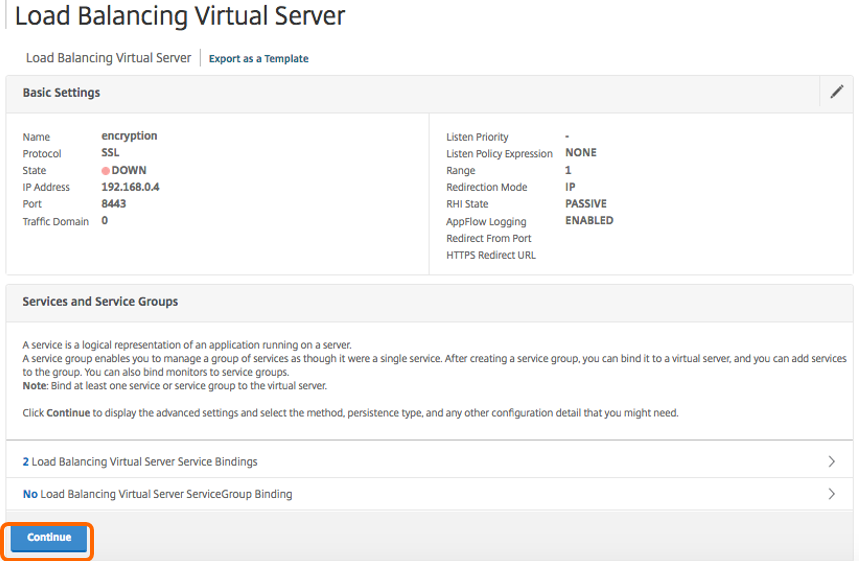 Load Balancing Virtual Server
Load Balancing Virtual Server
Export as a Template
Basic Settings
Name encryption
Protocol SSL
State DOWN
IP Address 192.168.0.4
Port 8443
Traffic Domain 0
Listen Priority -
Listen Policy Expression NONE
Range 1
Redirection Mode IP
RHI State PASSIVE
AppFlow Logging ENABLED
Redirect From Port
HTTPS Redirect URL
Services and Service Groups
A service is a logical representation of an application running on a server.
A service group enables you to manage a group of services as though it were a single service. After creating a service group, you can bind it to a virtual server, and you can add services
to the group. You can also bind monitors to service groups.
Note: Bind at least one service or service group to the virtual server.
Click Continue to display the advanced settings and select the method, persistence type, and any other configuration detail that you might need.
2 Load Balancing Virtual Server Service Bindings
No Load Balancing Virtual Server ServiceGroup Binding
Continue